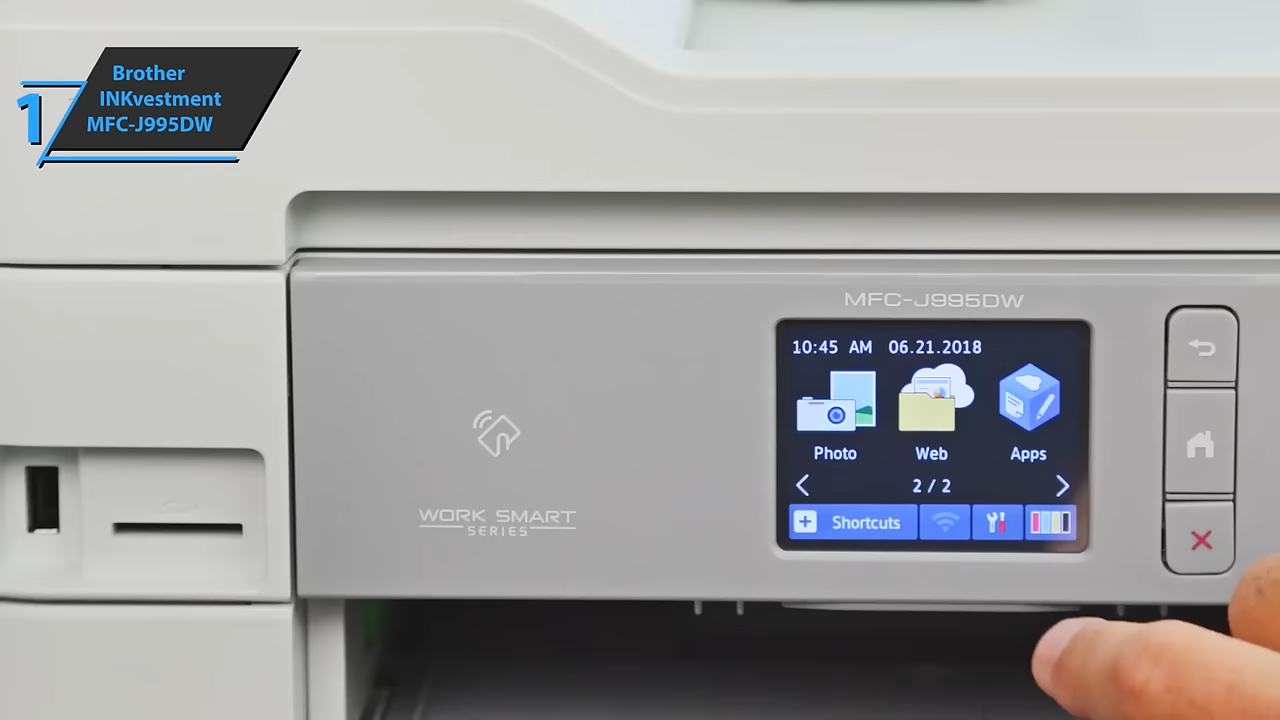 1
Brother
INKvestment
MFC-J995DW
MFC-J995DW
10:45 AM 06.21.2018
Photo Web Apps
2 / 2
Shortcuts
WORK SMART
SERIES